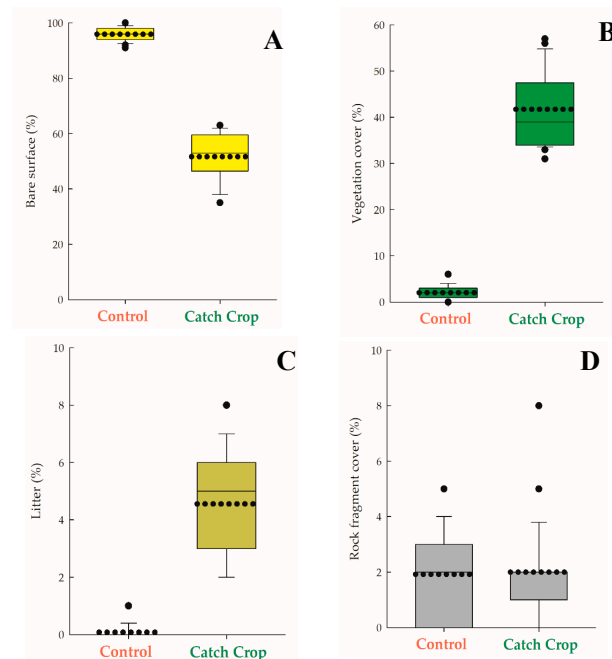 A
Bare surface (%)
100
80
60
40
20
0
Control
Catch Crop
B
Vegetation cover (%)
60
50
40
30
20
10
0
Control
Catch Crop
C
Litter (%)
10
8
6
4
2
0
Control
Catch Crop
D
Rock fragment cover (%)
10
8
6
4
2
0
Control
Catch Crop